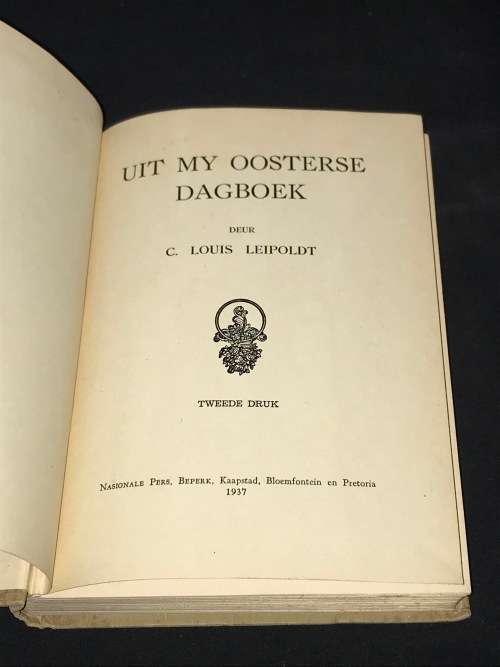 UIT MY OOSTERSE
DAGBOEK
DEUR
C. LOUIS LEIPOLDT
TWEEDE DRUK
NASIONALE PERS, BEPERK, Kaapstad, Bloemfontein en Pretoria
1937